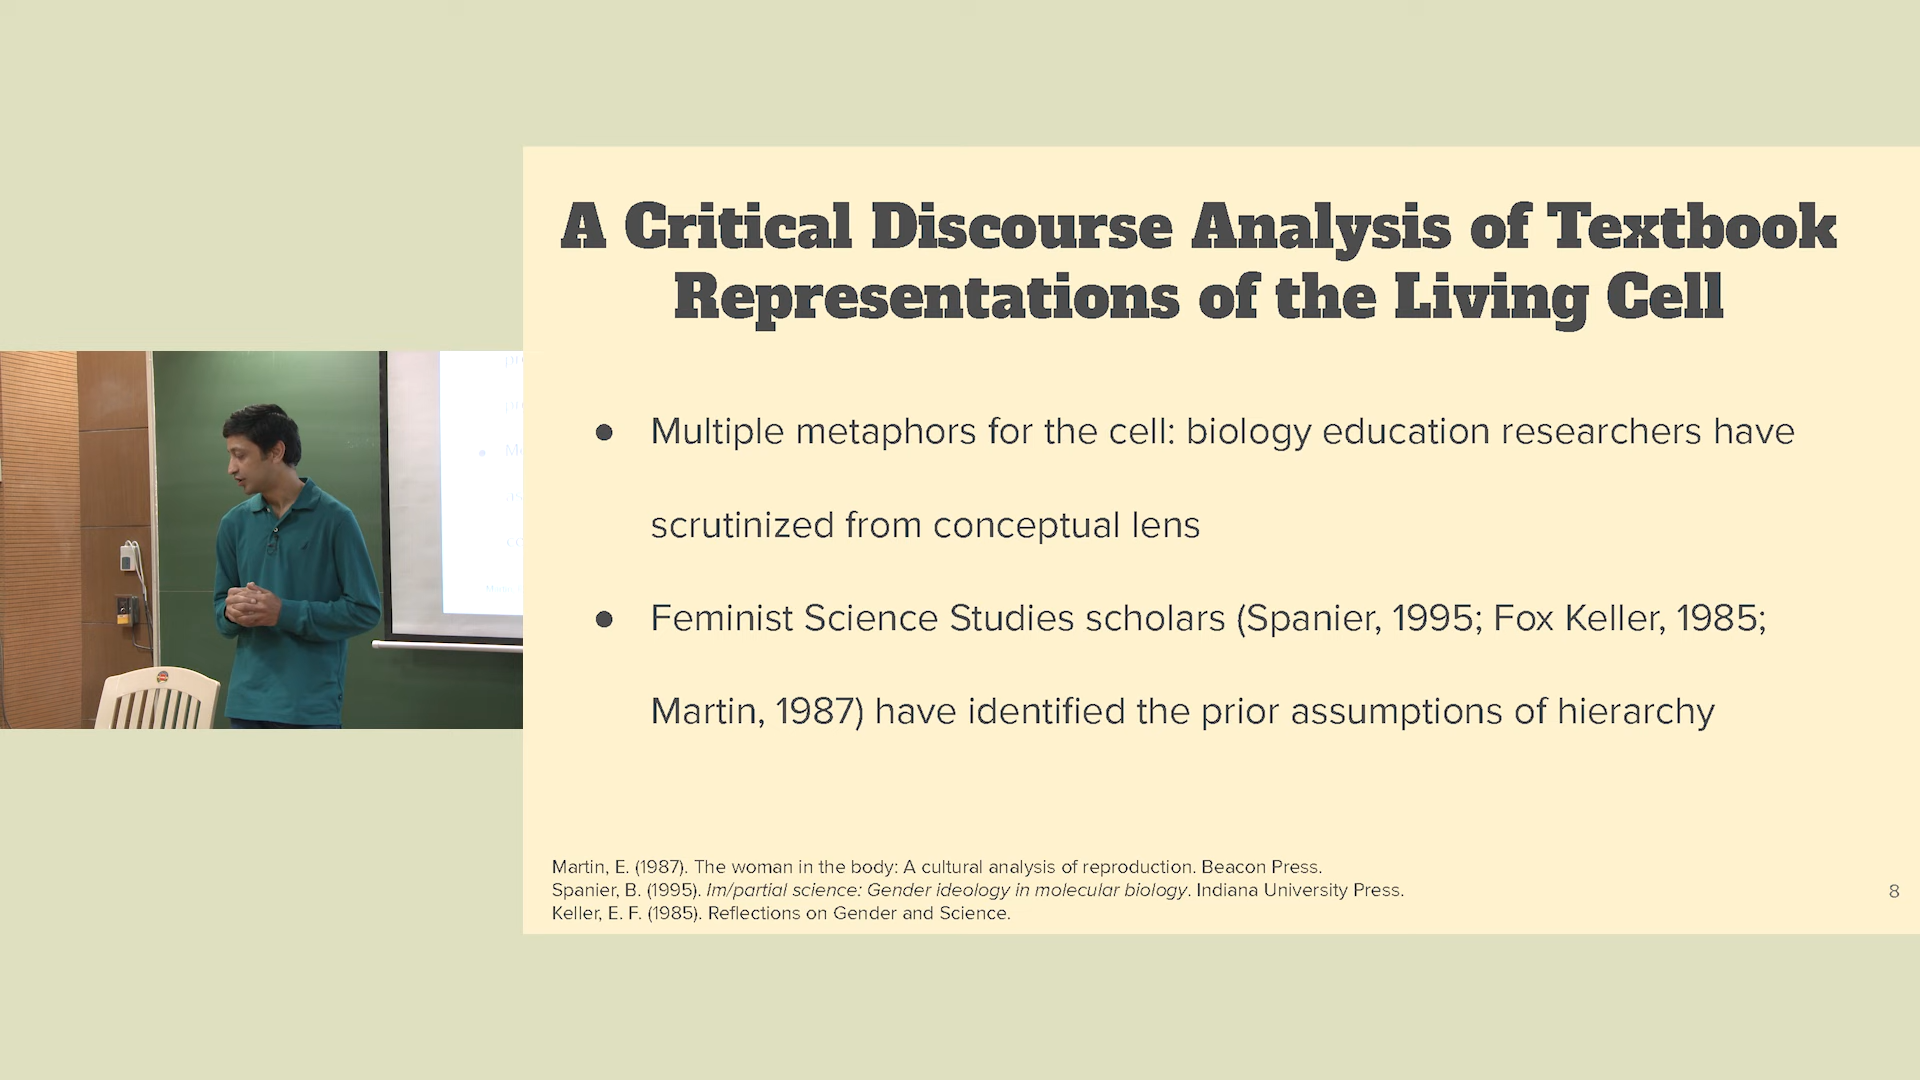 A Critical Discourse Analysis of Textbook
Representations of the Living Cell
● Multiple metaphors for the cell: biology education researchers have
scrutinized from conceptual lens
● Feminist Science Studies scholars (Spanier, 1995; Fox Keller, 1985;
Martin, 1987) have identified the prior assumptions of hierarchy
Martin, E. (1987). The woman in the body: A cultural analysis of reproduction. Beacon Press.
Spanier, B. (1995). Im/partial science: Gender ideology in molecular biology. Indiana University Press.
Keller, E. F. (1985). Reflections on Gender and Science.
8